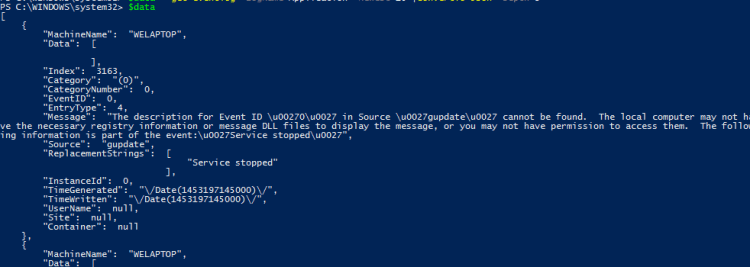 PS C:\WINDOWS\system32> $data
[
    {
        "MachineName":  "WELAPTOP",
        "Data":  [

                 ],
        "Index":  3163,
        "Category":  "(0)",
        "CategoryNumber":  0,
        "EventID":  0,
        "EntryType":  4,
        "Message":  "The description for Event ID \u00270\u0027 in Source \u0027gupdate\u0027 cannot be found.  The local computer may not ha
ve the necessary registry information or message DLL files to display the message, or you may not have permission to access them.  The follow
ing information is part of the event:\u0027Service stopped\u0027",
        "Source":  "gupdate",
        "ReplacementStrings":  [
                                   "Service stopped"
                               ],
        "InstanceId":  0,
        "TimeGenerated":  "\/Date(1453197145000)\/",
        "TimeWritten":  "\/Date(1453197145000)\/",
        "UserName":  null,
        "Site":  null,
        "Container":  null
    },
    {
        "MachineName":  "WELAPTOP",
        "Data":  [